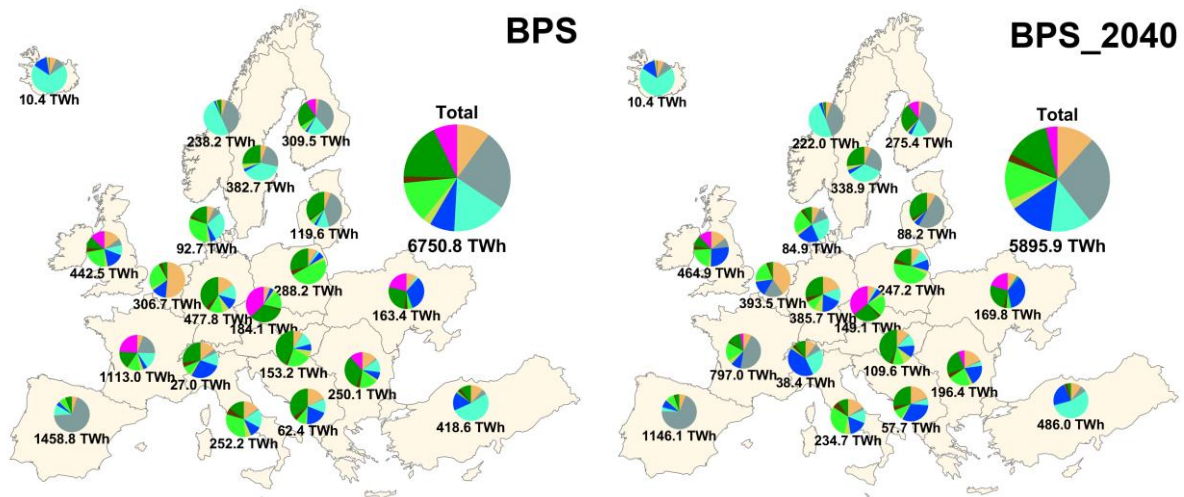 BPS
10.4 TWh
Total
238.2 TWh
309.5 TWh
382.7 TWh
119.6 TWh
92.7 TWh
6750.8 TWh
442.5 TWh
288.2 TWh
306.7 TWh
477.8 TWh
184.1 TWh
163.4 TWh
1113.0 TWh
27.0 TWh
153.2 TWh
250.1 TWh
1458.8 TWh
252.2 TWh
62.4 TWh
418.6 TWh
BPS_2040
10.4 TWh
Total
222.0 TWh
275.4 TWh
338.9 TWh
88.2 TWh
84.9 TWh
5895.9 TWh
464.9 TWh
247.2 TWh
393.5 TWh
385.7 TWh
149.1 TWh
169.8 TWh
797.0 TWh
38.4 TWh
109.6 TWh
196.4 TWh
1146.1 TWh
234.7 TWh
57.7 TWh
486.0 TWh